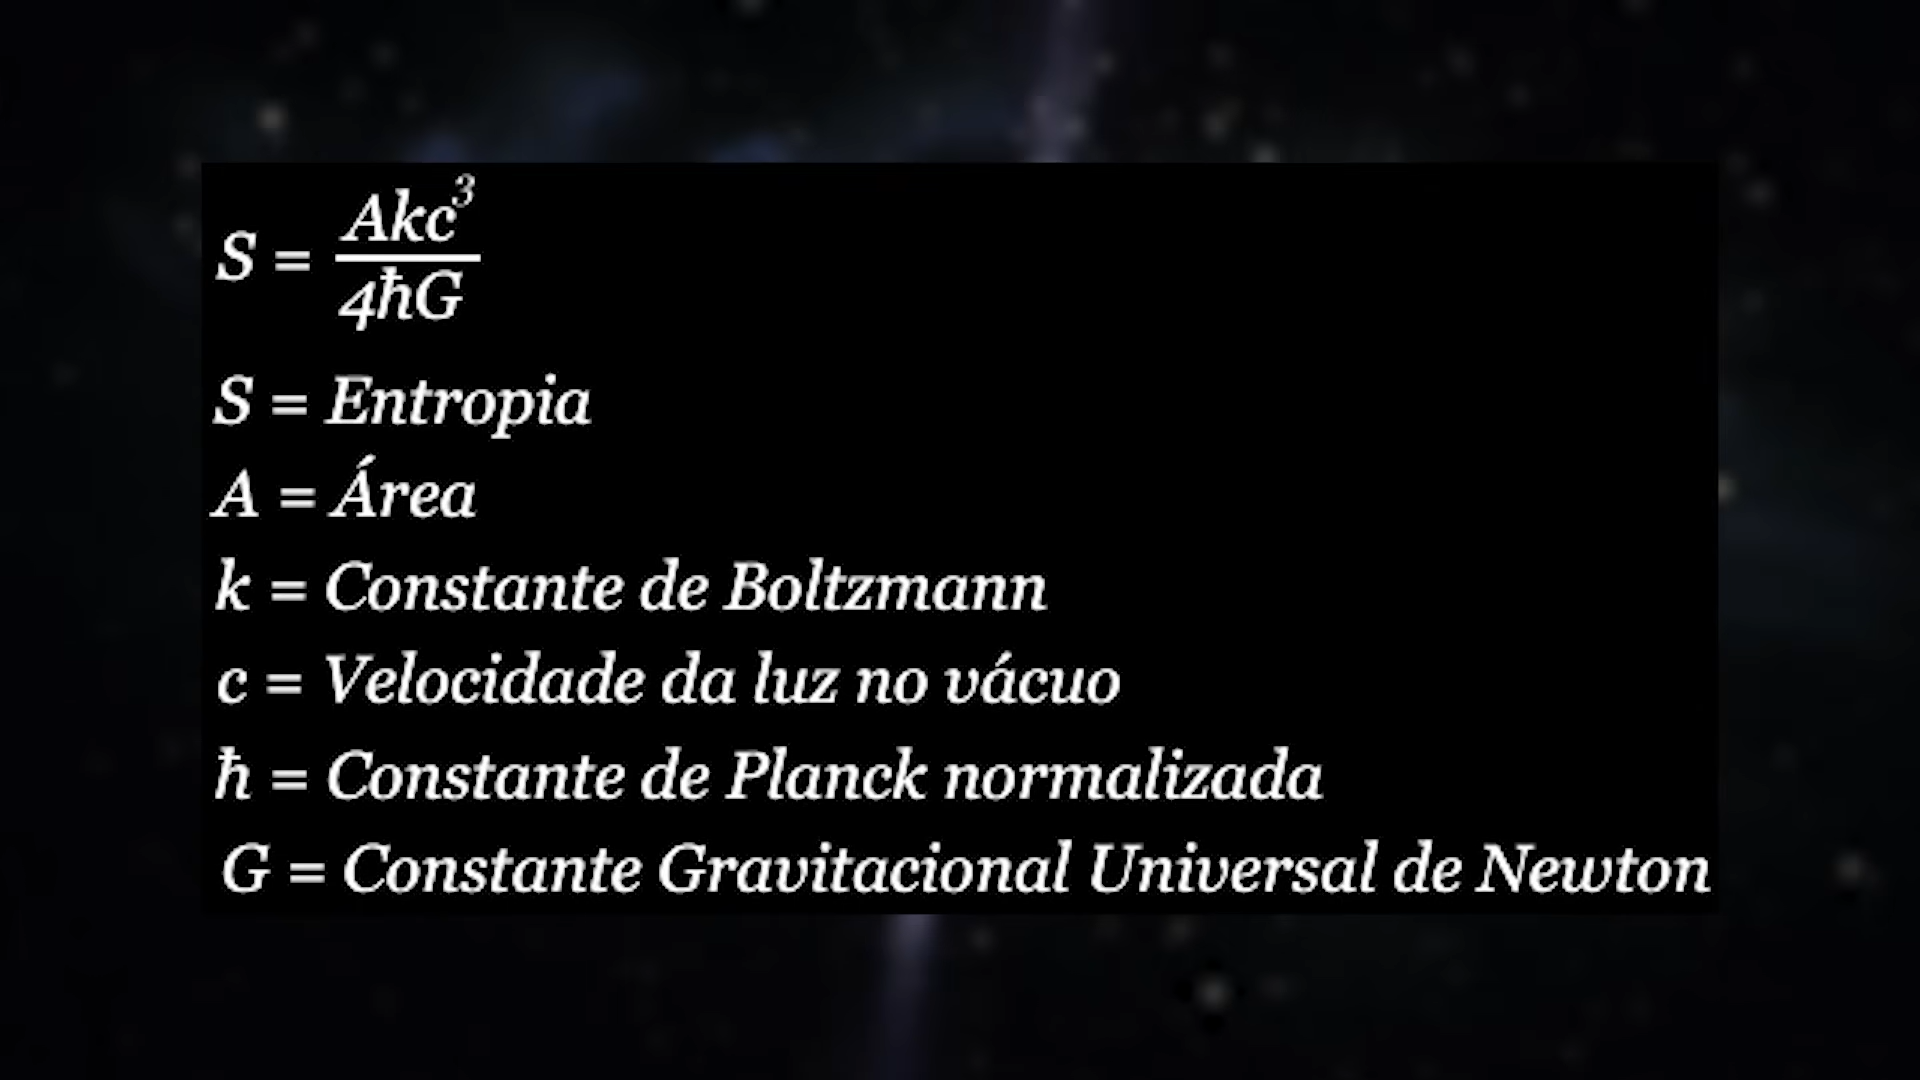 S = Akc³
4ħG
S = Entropia
A = Área
k = Constante de Boltzmann
c = Velocidade da luz no vácuo
ħ = Constante de Planck normalizada
G = Constante Gravitacional Universal de Newton